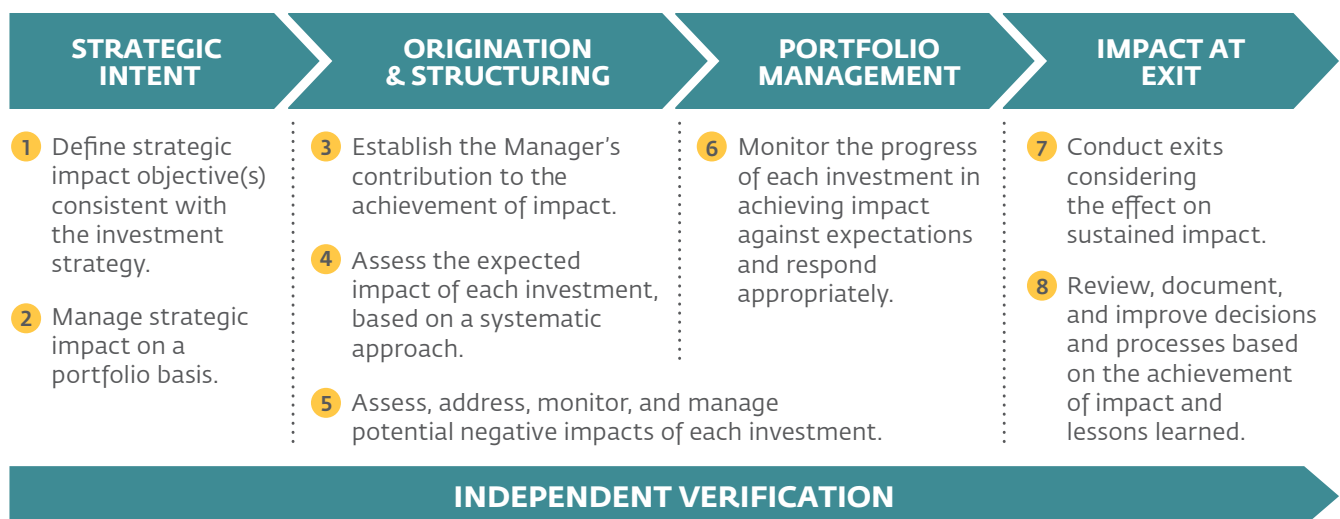 STRATEGIC
INTENT
ORIGINATION
& STRUCTURING
PORTFOLIO
MANAGEMENT
IMPACT AT
EXIT
1 Define strategic
impact objective(s)
consistent with
the investment
strategy.
2 Manage strategic
impact on a
portfolio basis.
3 Establish the Manager’s
contribution to the
achievement of impact.
4 Assess the expected
impact of each investment,
based on a systematic
approach.
5 Assess, address, monitor, and manage
potential negative impacts of each investment.
6 Monitor the progress
of each investment in
achieving impact
against expectations
and respond
appropriately.
7 Conduct exits
considering
the effect on
sustained impact.
8 Review, document,
and improve decisions
and processes based
on the achievement
of impact and
lessons learned.
INDEPENDENT VERIFICATION